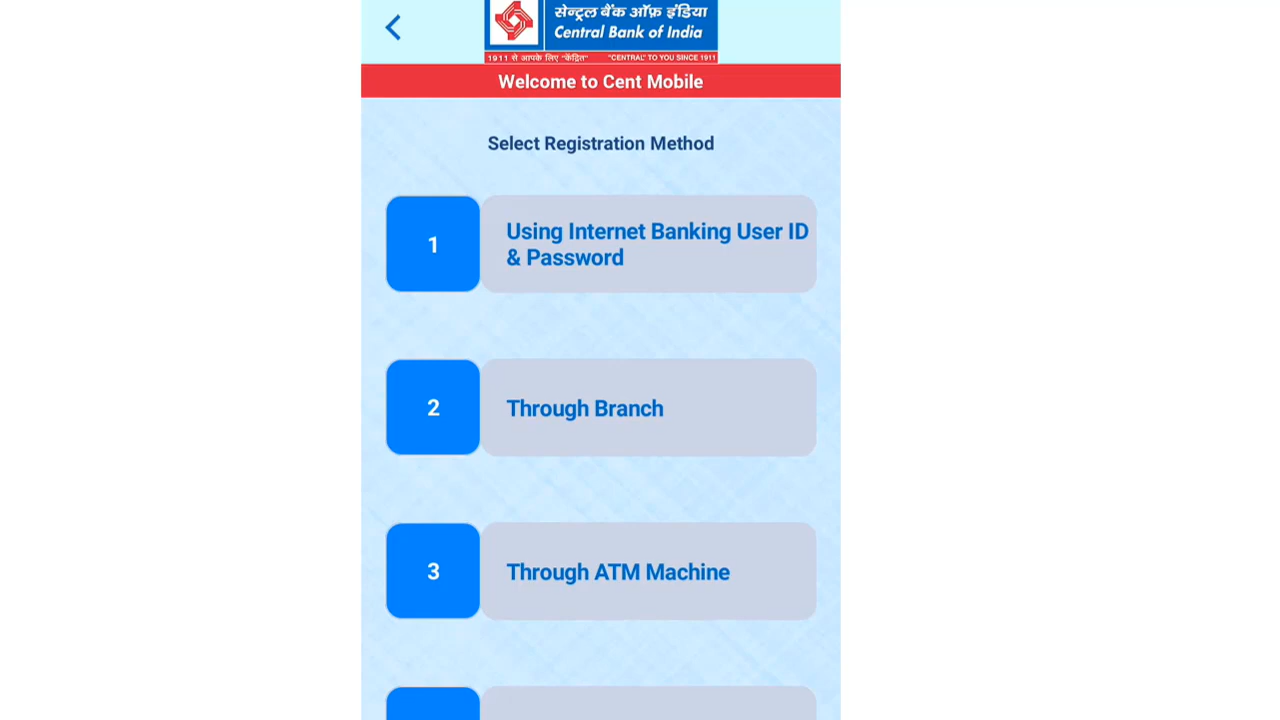 सेन्ट्रल बैंक ऑफ़ इंडिया
Central Bank of India
1911 से आपके लिए "केंद्रित" "CENTRAL" TO YOU SINCE 1911
Welcome to Cent Mobile
Select Registration Method
1
Using Internet Banking User ID
& Password
2
Through Branch
3
Through ATM Machine